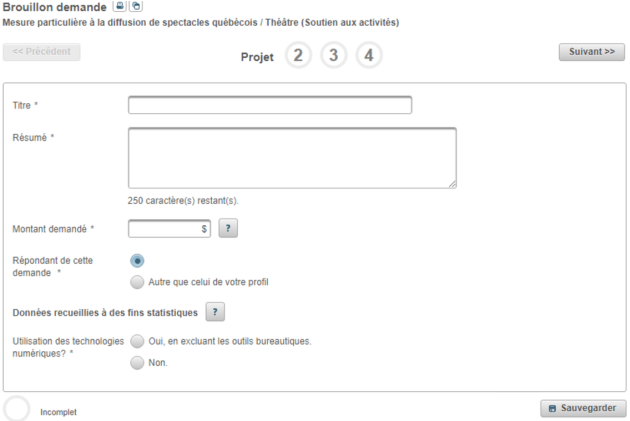 Brouillon demande
Mesure particulière à la diffusion de spectacles québécois / Théâtre (Soutien aux activités)
<< Précédent
Projet 2 3 4
Suivant >>
Titre *
Résumé *
250 caractère(s) restant(s).
Montant demandé * $ ?
Répondant de cette
demande *
Autre que celui de votre profil
Données recueillies à des fins statistiques ?
Utilisation des technologies
numériques? *
Oui, en excluant les outils bureautiques.
Non.
Incomplet
Sauvegarder